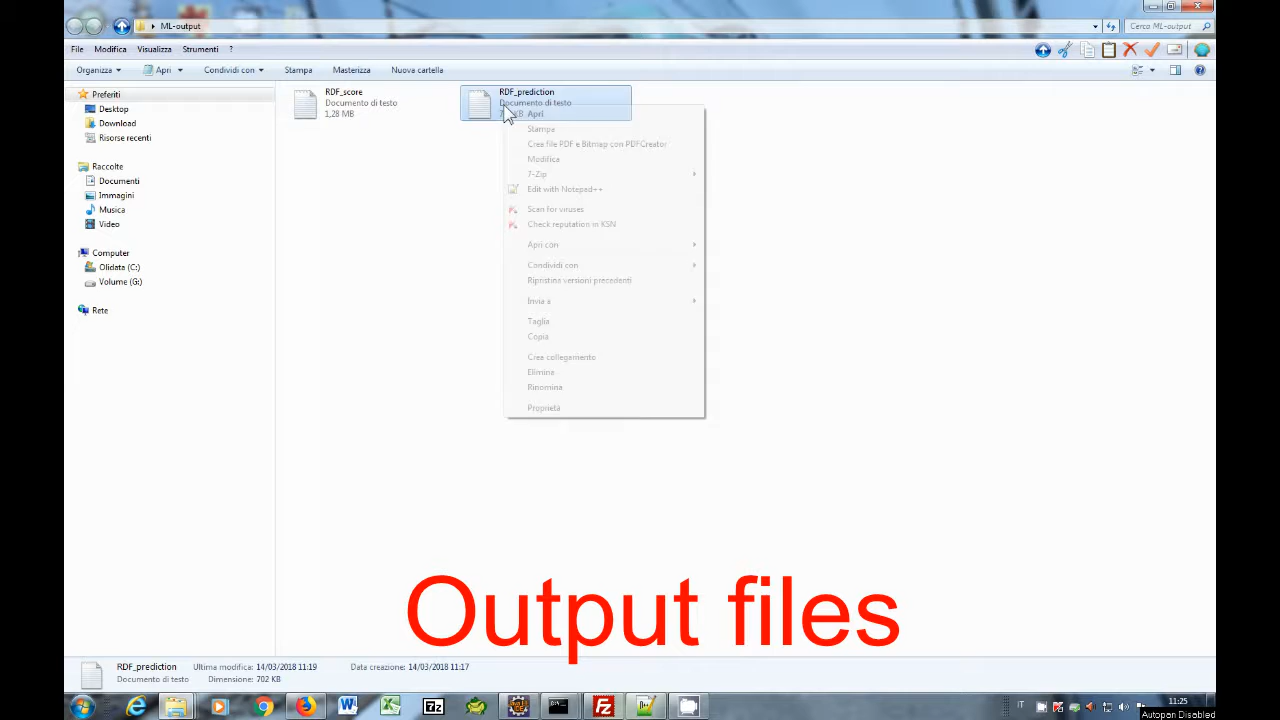 ML-output
Cerca ML-output
File Modifica Visualizza Strumenti ?
Organizza Apri Condividi con Stampa Masterizza Nuova cartella
Preferiti
Desktop
Download
Risorse recenti
Raccolte
Documenti
Immagini
Musica
Video
Computer
Olidata (C:)
Volume (G:)
Rete
RDF_score
Documento di testo
1,28 MB
RDF_prediction
Documento di testo
KB
Apri
Stampa
Crea file PDF e Bitmap con PDFCreator
Modifica
7-Zip
Edit with Notepad++
Scan for viruses
Check reputation in KSN
Apri con
Condividi con
Ripristina versioni precedenti
Invia a
Taglia
Copia
Crea collegamento
Elimina
Rinomina
Proprietà
Output files
RDF_prediction Ultima modifica: 14/03/2018 11:19 Data creazione: 14/03/2018 11:17
Documento di testo Dimensione: 702 KB
IT 11:25
Autopan Disabled